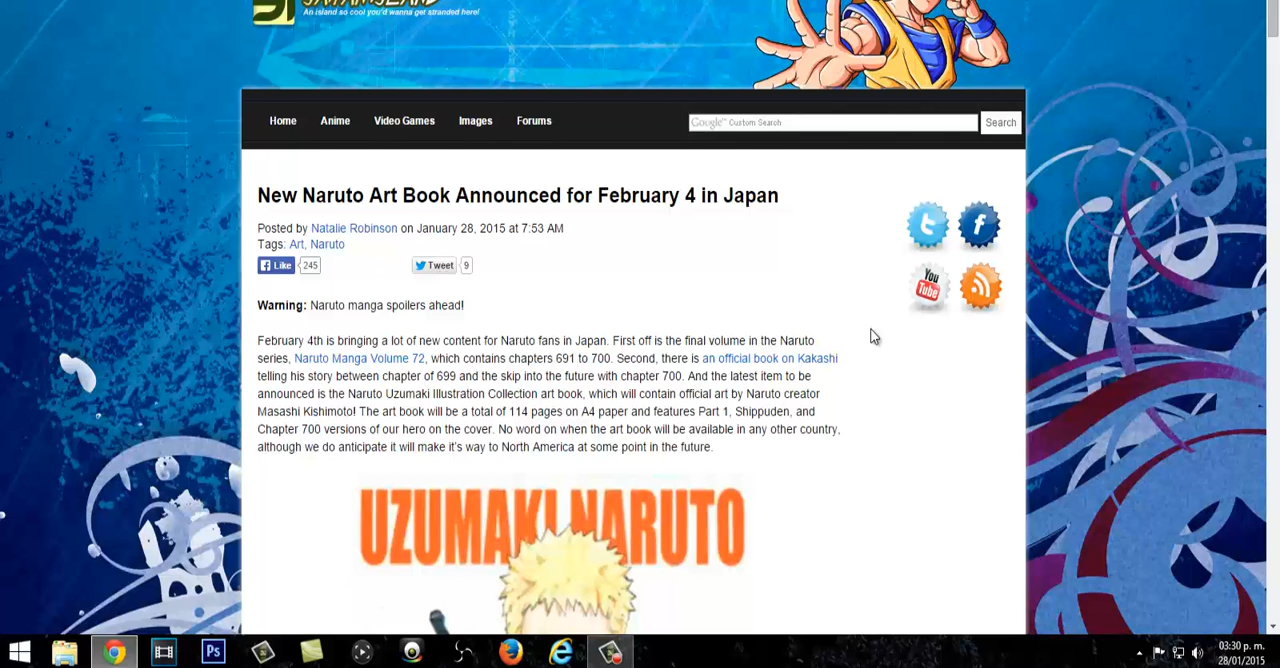 An island so cool you'd wanna get stranded here!
Home Anime Video Games Images Forums
Google™ Custom Search Search
New Naruto Art Book Announced for February 4 in Japan
Posted by Natalie Robinson on January 28, 2015 at 7:53 AM
Tags: Art, Naruto
Like 245 Tweet 9
You
Tube
Warning: Naruto manga spoilers ahead!
February 4th is bringing a lot of new content for Naruto fans in Japan. First off is the final volume in the Naruto
series, Naruto Manga Volume 72, which contains chapters 691 to 700. Second, there is an official book on Kakashi
telling his story between chapter of 699 and the skip into the future with chapter 700. And the latest item to be
announced is the Naruto Uzumaki Illustration Collection art book, which will contain official art by Naruto creator
Masashi Kishimoto! The art book will be a total of 114 pages on A4 paper and features Part 1, Shippuden, and
Chapter 700 versions of our hero on the cover. No word on when the art book will be available in any other country,
although we do anticipate it will make it's way to North America at some point in the future.
UZUMAKI NARUTO
Ps
03:30 p. m.
28/01/2015